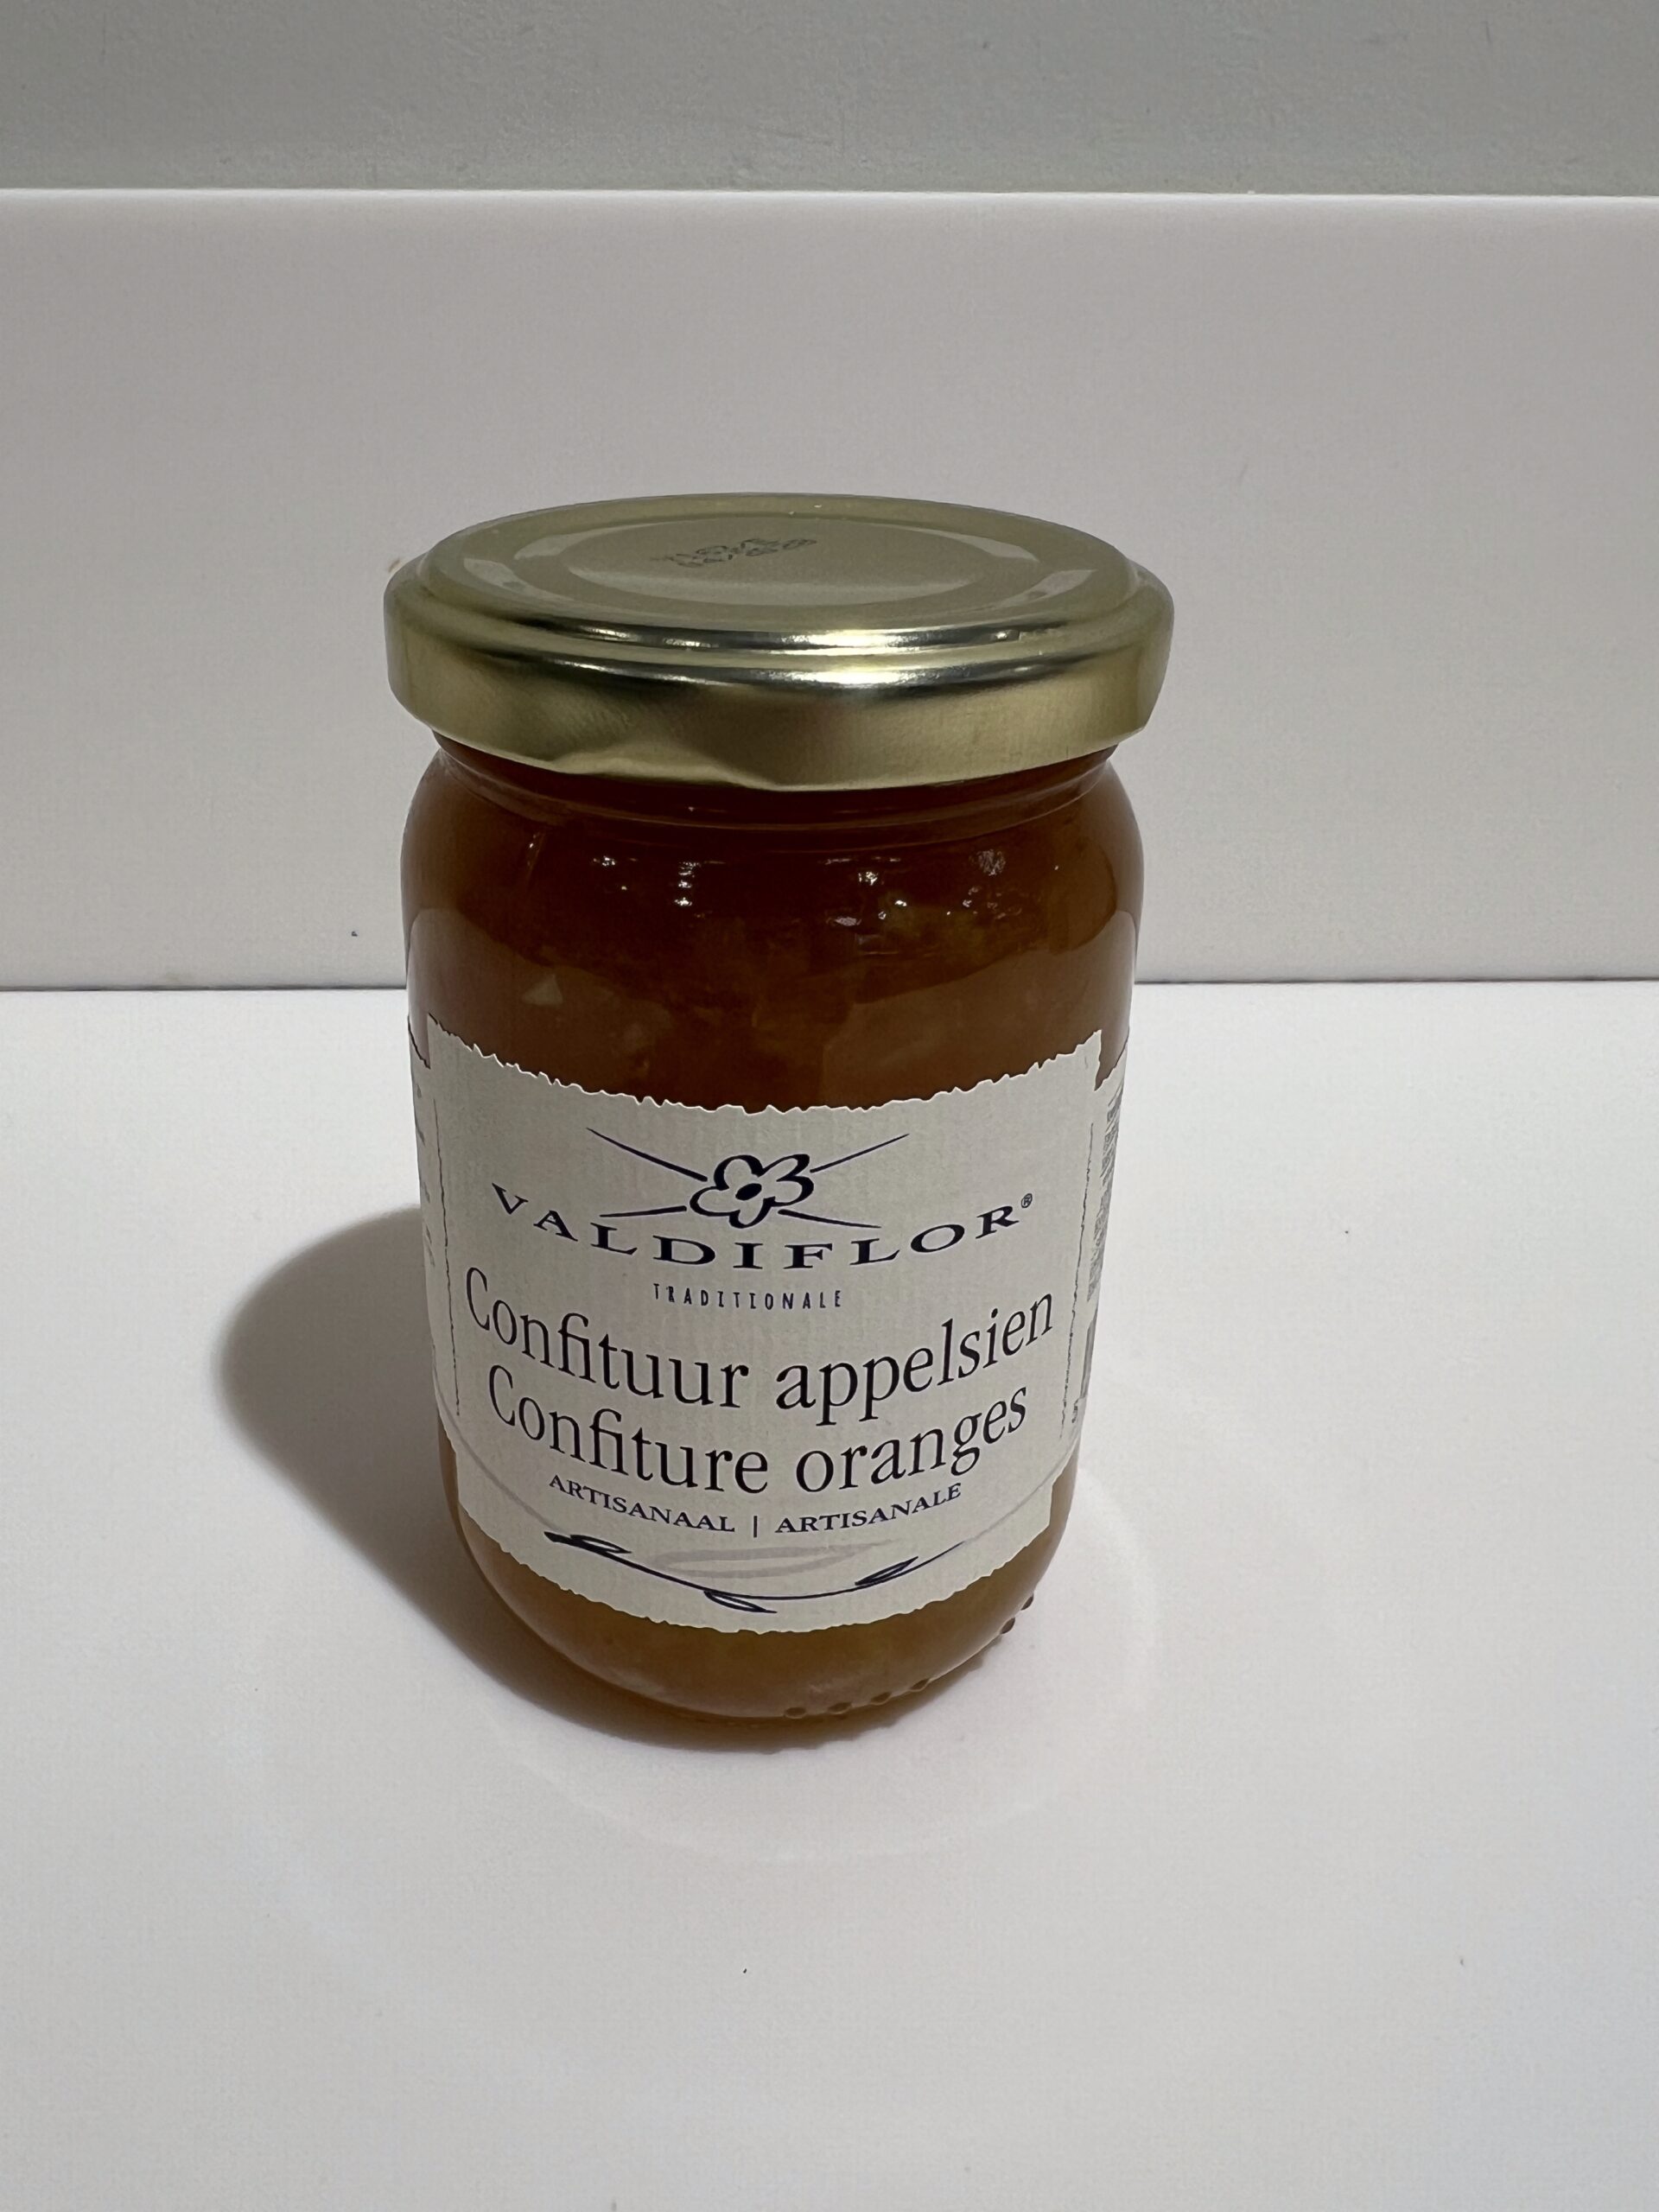 VALDIFLOR®
TRADITIONALE
Confituur appelsien
Confiture oranges
ARTISANAAL | ARTISANALE